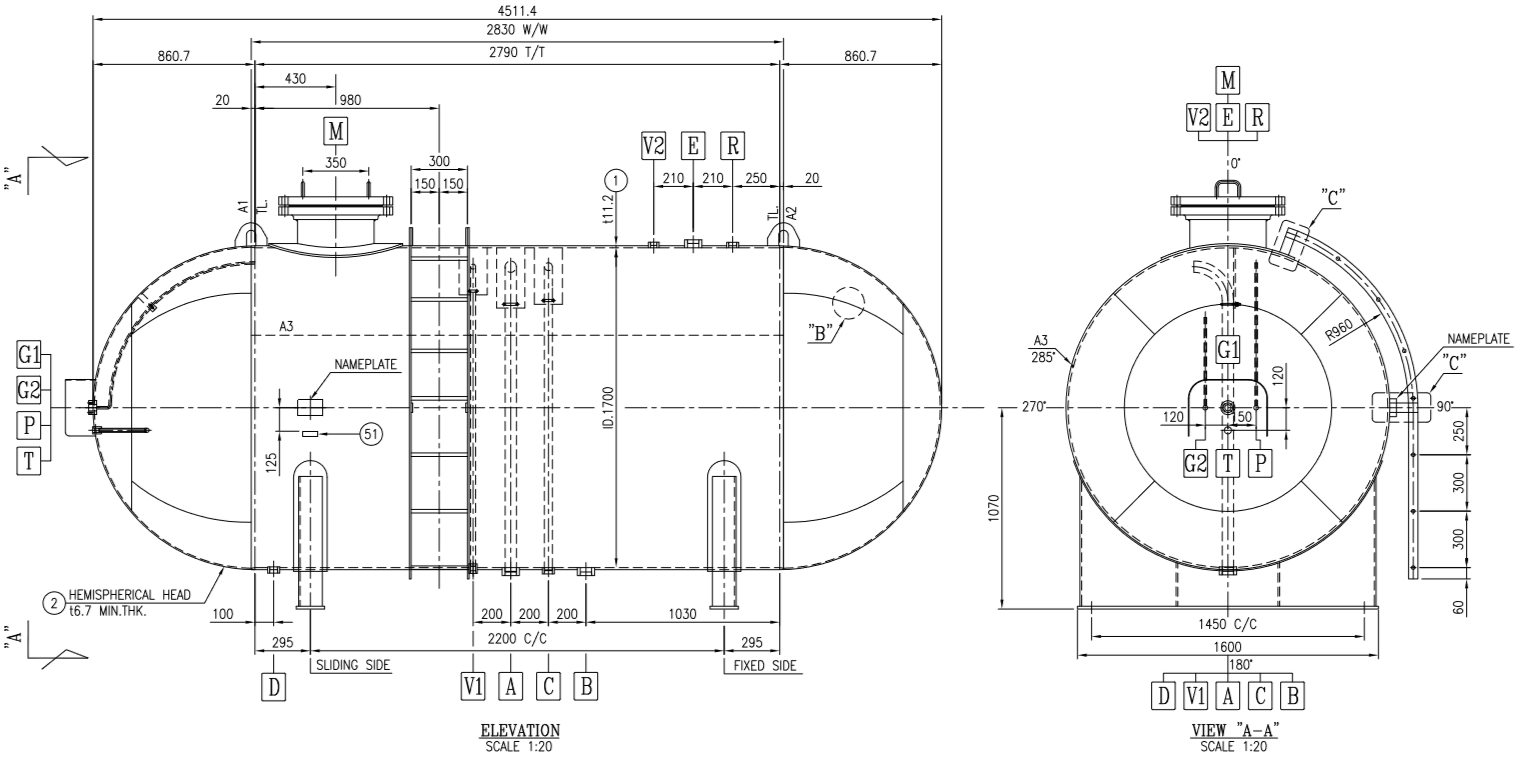 4511.4
2830 W/W
860.7
2790 T/T
860.7
430
20
980
M
350
300
150
150
1
t11.2
V2
E
R
210
210
250
20
"A"
A1
TL.
TL.
A2
A3
"B"
NAMEPLATE
G1
G2
P
T
51
125
ID.1700
2
HEMISPHERICAL HEAD
t6.7 MIN.THK.
100
200
200
200
1030
295
2200 C/C
295
"A"
SLIDING SIDE
FIXED SIDE
D
V1
A
C
B
ELEVATION
SCALE 1:20
M
V2
E
R
0°
"C"
R960
A3
285°
G1
NAMEPLATE
"C"
120
270°
90°
120
150
G2
T
P
250
300
300
60
1070
1450 C/C
1600
180°
D
V1
A
C
B
VIEW "A-A"
SCALE 1:20